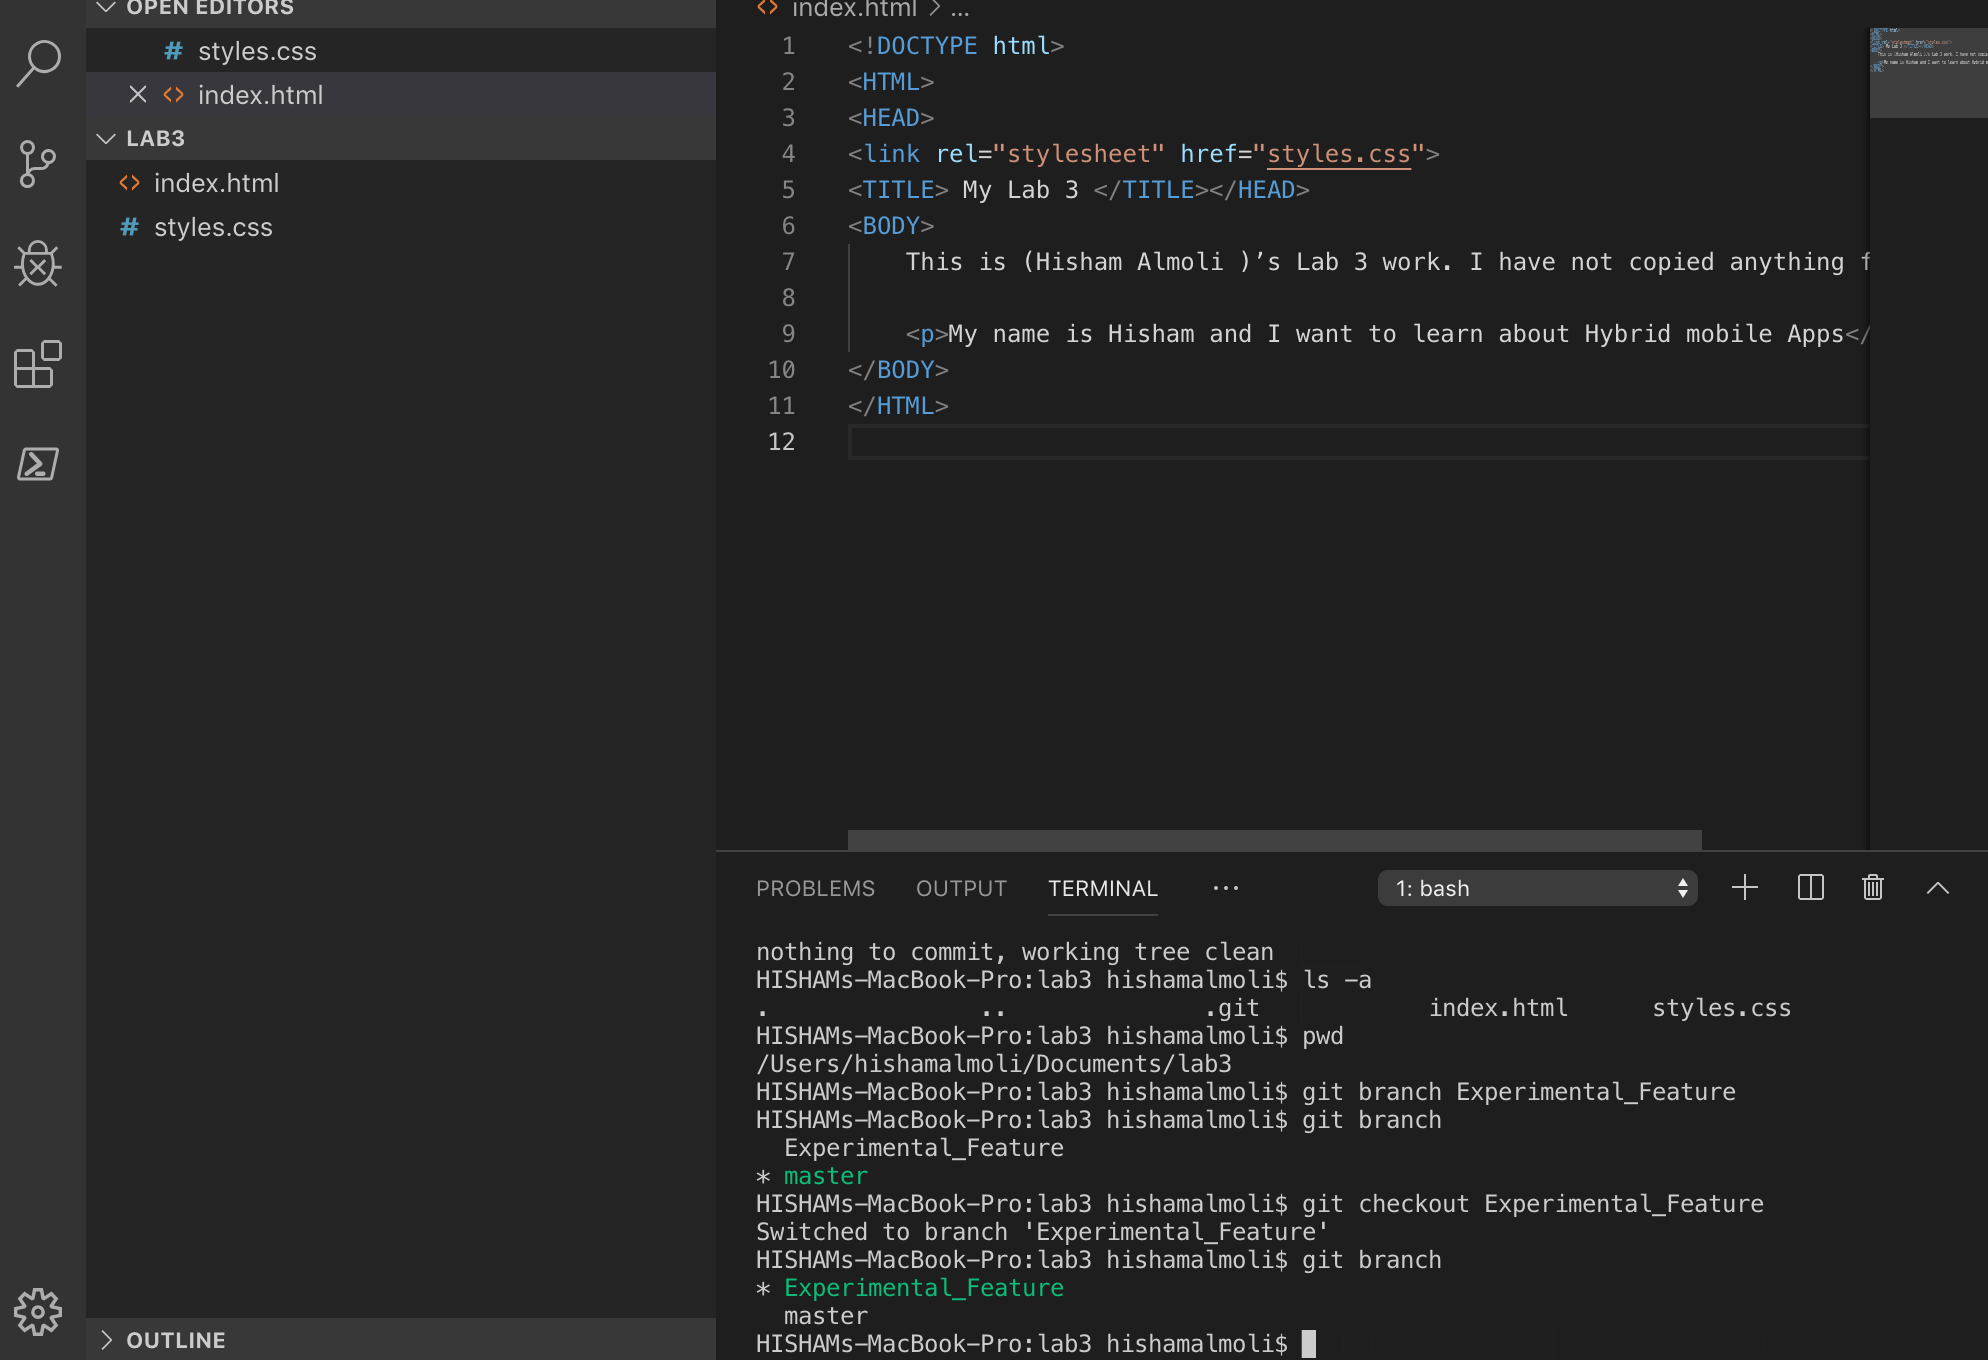 OPEN EDITORS
# styles.css
index.html
LAB3
index.html
# styles.css
OUTLINE
index.html > ...
1 <!DOCTYPE html>
2 <HTML>
3 <HEAD>
4 <link rel="stylesheet" href="styles.css">
5 <TITLE> My Lab 3 </TITLE></HEAD>
6 <BODY>
7 This is (Hisham Almoli )’s Lab 3 work. I have not copied anything f
8
9 <p>My name is Hisham and I want to learn about Hybrid mobile Apps</
10 </BODY>
11 </HTML>
12
PROBLEMS OUTPUT TERMINAL ... 1: bash
nothing to commit, working tree clean
HISHAMs-MacBook-Pro:lab3 hishamalmoli$ ls -a
. .. .git index.html styles.css
HISHAMs-MacBook-Pro:lab3 hishamalmoli$ pwd
/Users/hishamalmoli/Documents/lab3
HISHAMs-MacBook-Pro:lab3 hishamalmoli$ git branch Experimental_Feature
HISHAMs-MacBook-Pro:lab3 hishamalmoli$ git branch
Experimental_Feature
* master
HISHAMs-MacBook-Pro:lab3 hishamalmoli$ git checkout Experimental_Feature
Switched to branch 'Experimental_Feature'
HISHAMs-MacBook-Pro:lab3 hishamalmoli$ git branch
* Experimental_Feature
master
HISHAMs-MacBook-Pro:lab3 hishamalmoli$